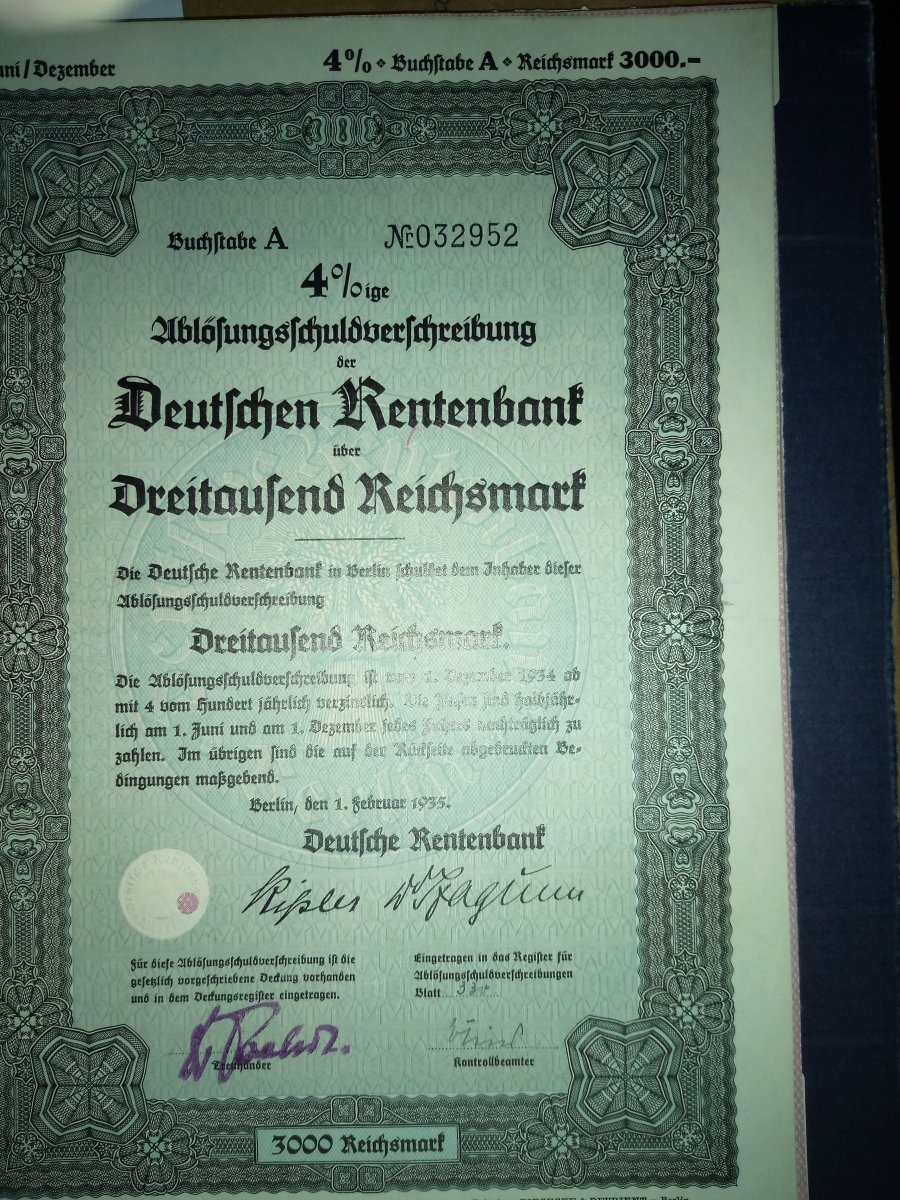 uni / Dezember
4% ❖ Buchstabe A ❖ Reichsmark 3000.–
Buchstabe A № 032952
4% ige
Ablösungsschuldverschreibung
der
Deutschen Rentenbank
über
Dreitausend Reichsmark
Die Deutsche Rentenbank in Berlin schuldet dem Inhaber dieser
Ablösungsschuldverschreibung
Dreitausend Reichsmark.
Die Ablösungsschuldverschreibung ist vom 1. Dezember 1934 ab
mit 4 vom Hundert jährlich verzinslich. Die Zinsen sind halbjähr-
lich am 1. Juni und am 1. Dezember jedes Jahres nachträglich zu
zahlen. Im übrigen sind die auf der Rückseite abgedruckten Be-
dingungen maßgebend.
Berlin, den 1. Februar 1935.
Deutsche Rentenbank
Für diese Ablösungsschuldverschreibung ist die
gesetzlich vorgeschriebene Deckung vorhanden
und in dem Deckungsregister eingetragen.
Treuhänder
Eingetragen in das Register für
Ablösungsschuldverschreibungen
Blatt
Kontrollbeamter
3000 Reichsmark